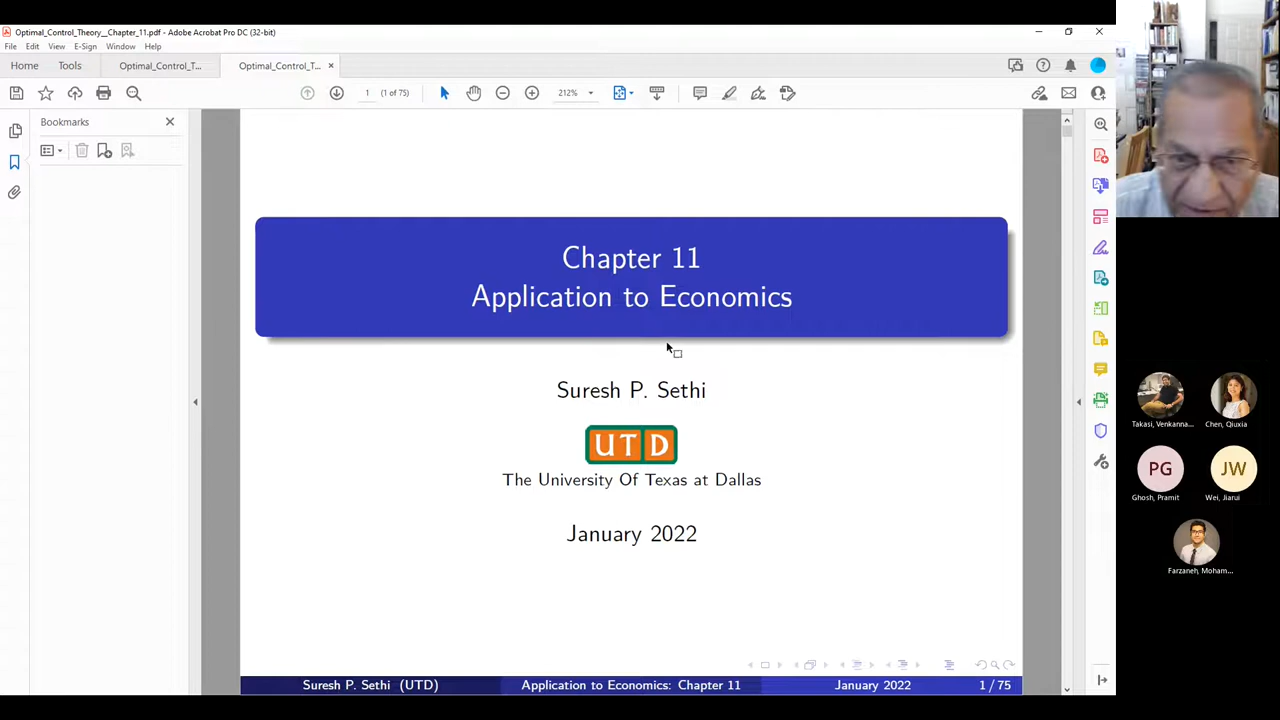 Optimal_Control_Theory__Chapter_11.pdf - Adobe Acrobat Pro DC (32-bit)
File Edit View E-Sign Window Help
Home Tools Optimal_Control_T... Optimal_Control_T...
1 (1 of 75) 212%
Bookmarks
Chapter 11
Application to Economics
Suresh P. Sethi
UTD
The University Of Texas at Dallas
January 2022
Suresh P. Sethi (UTD) Application to Economics: Chapter 11 January 2022 1 / 75
Takasi, Venkanna... Chen, Qiuxia
PG JW
Ghosh, Pramit Wei, Jiarui
Farzaneh, Moham...